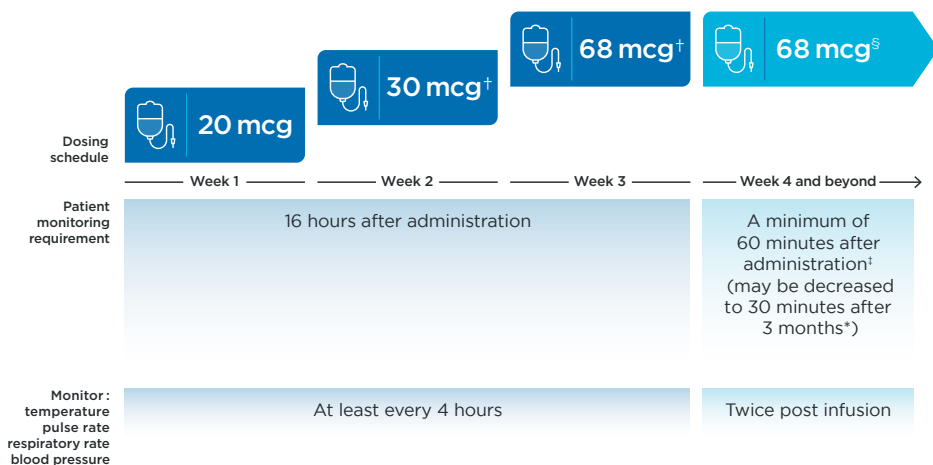 20 mcg
30 mcg†
68 mcg†
68 mcg§
Dosing
schedule
Week 1
Week 2
Week 3
Week 4 and beyond
Patient
monitoring
requirement
16 hours after administration
A minimum of
60 minutes after
administration‡
(may be decreased
to 30 minutes after
3 months*)
Monitor:
temperature
pulse rate
respiratory rate
blood pressure
At least every 4 hours
Twice post infusion